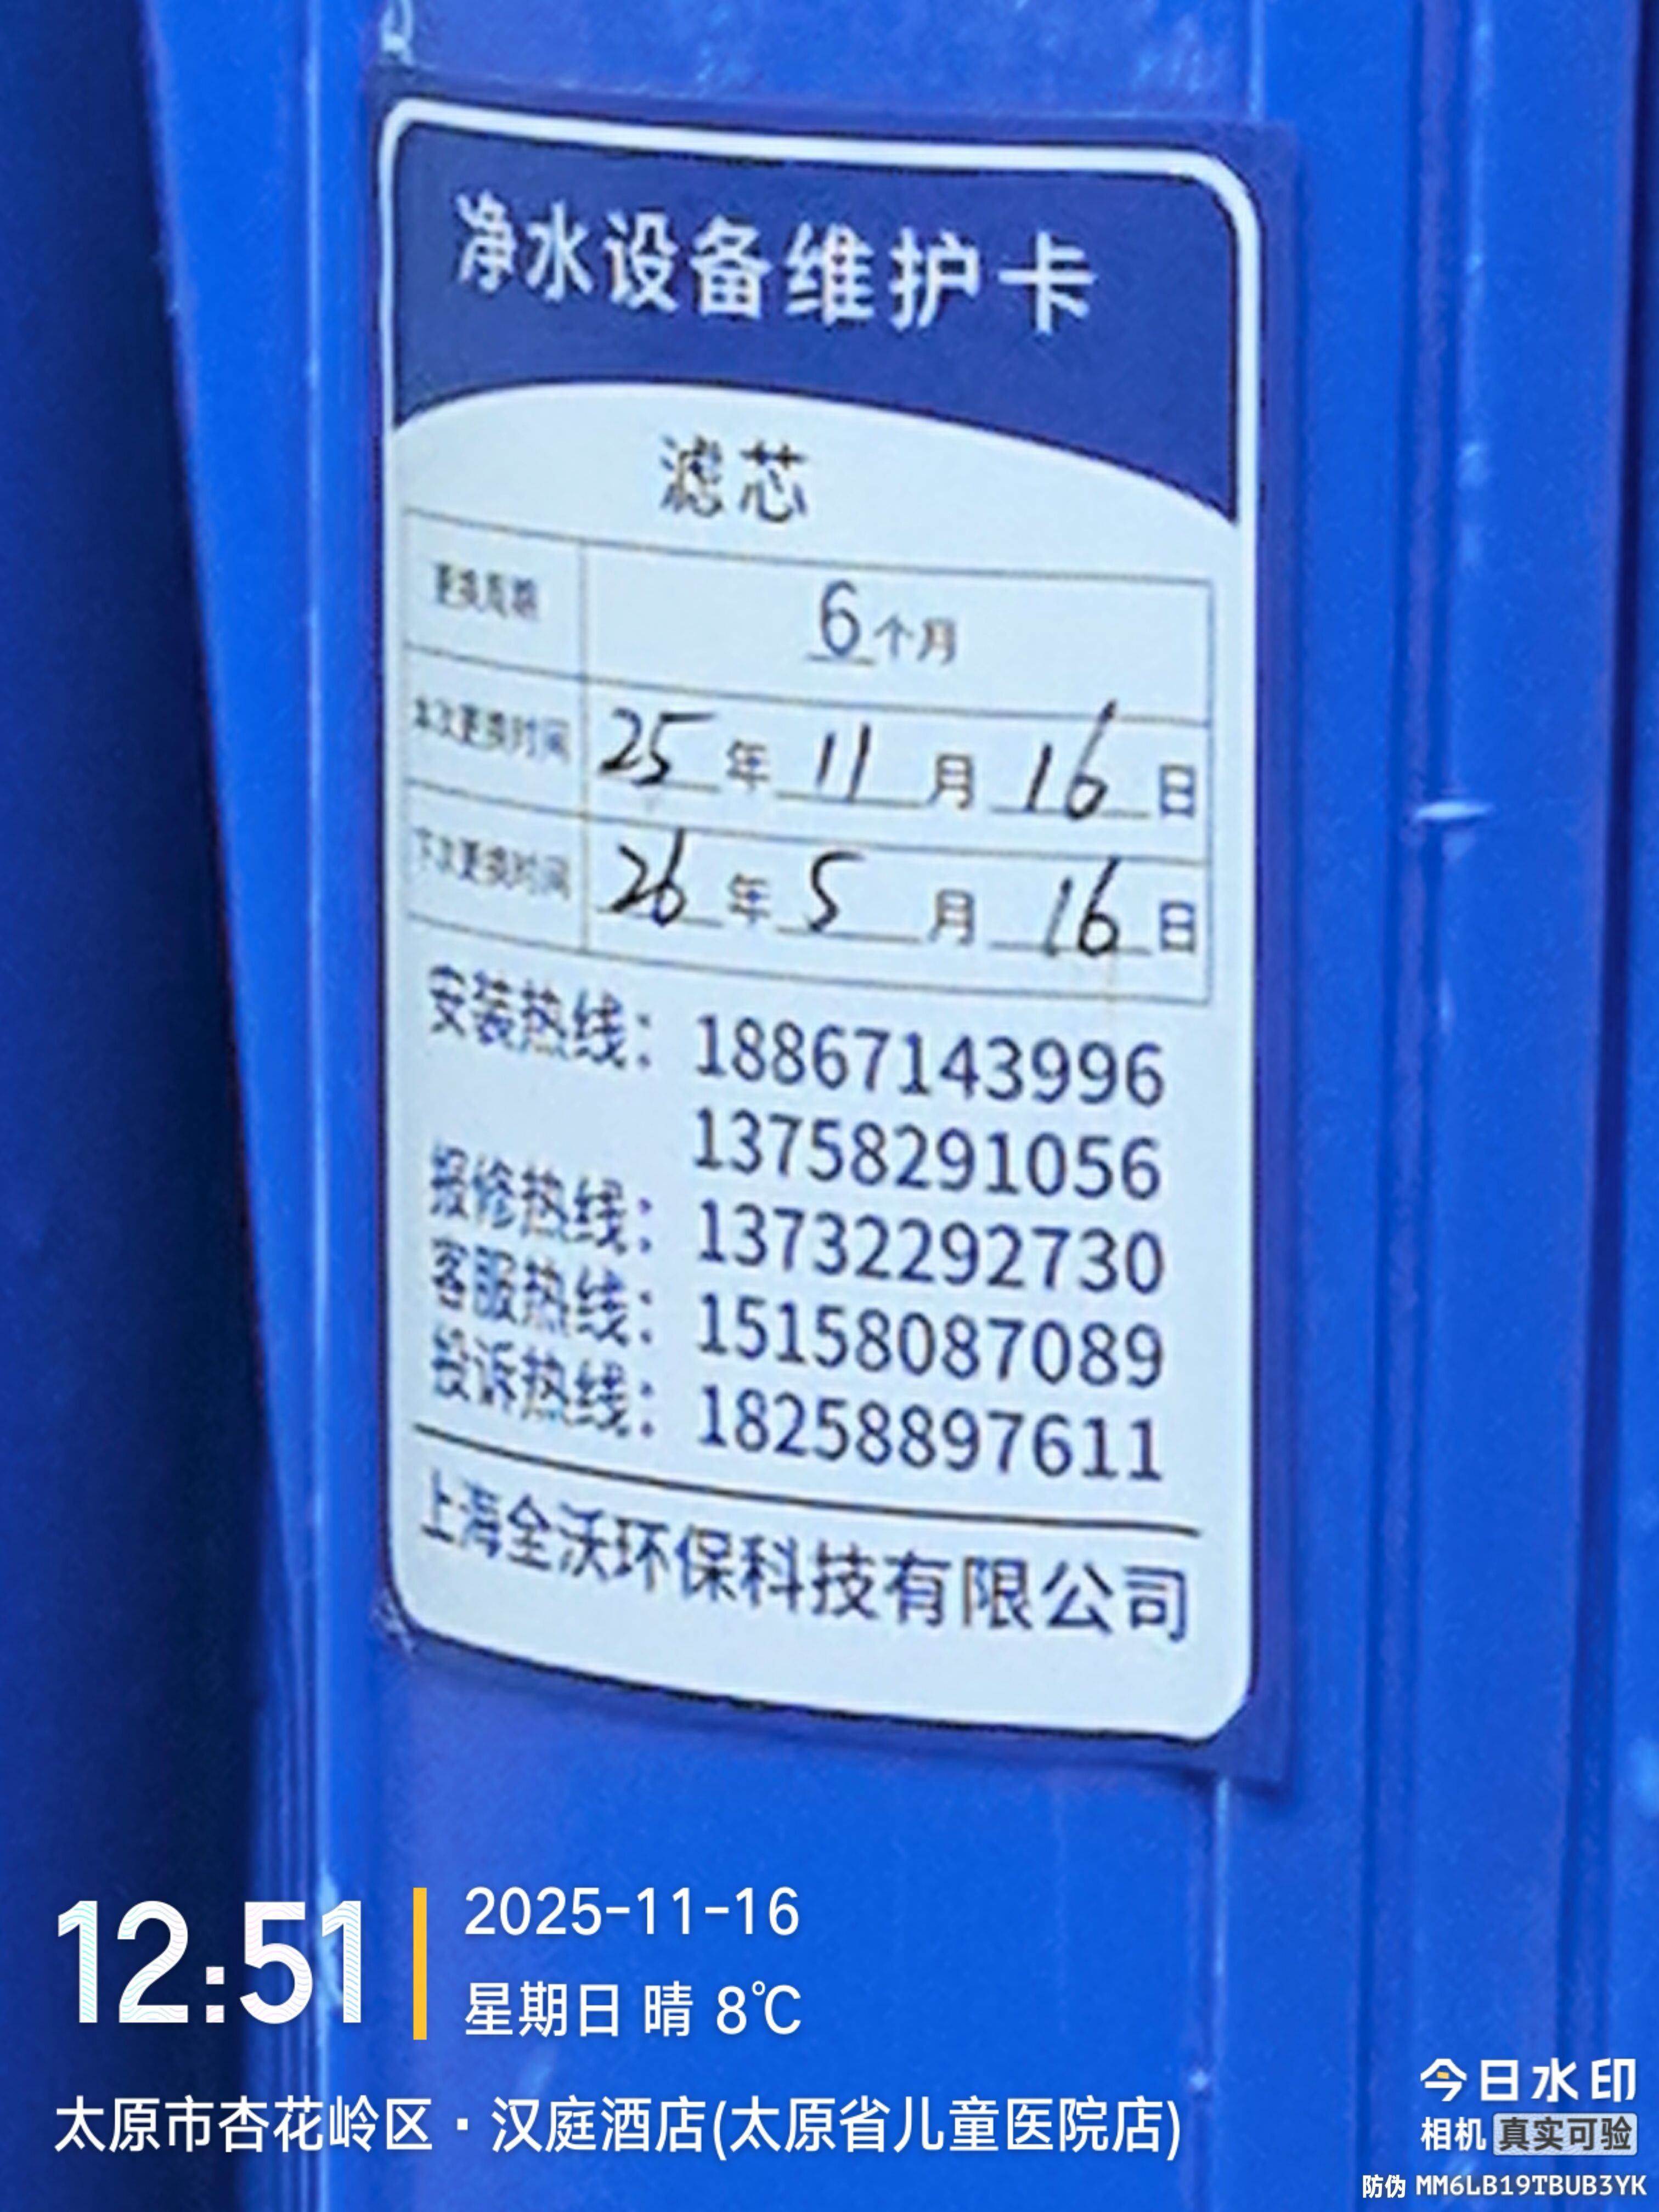 净水设备维护卡
滤芯
更换周期 6个月
本次更换时间 25年11月16日
下次更换时间 26年5月16日
安装热线：18867143996
13758291056
报修热线：13732292730
客服热线：15158087089
投诉热线：18258897611
上海全沃环保科技有限公司
12:51
2025-11-16
星期日 晴 8℃
太原市杏花岭区·汉庭酒店(太原省儿童医院店)
今日水印
相机 真实可验
防伪 MM6LB19TBUB3YK